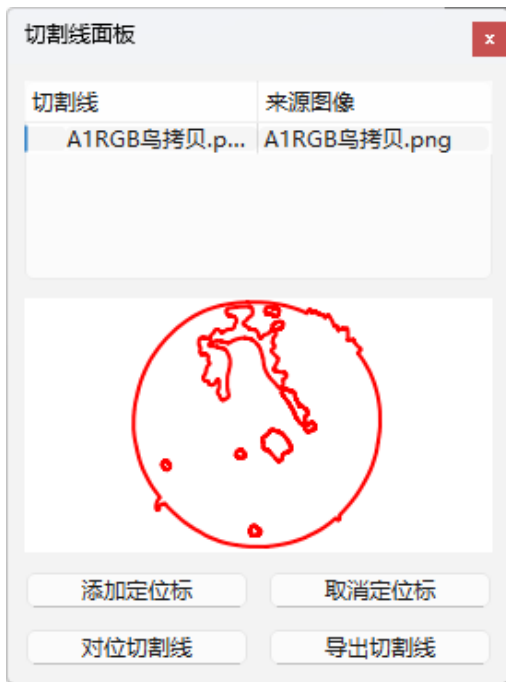 切割线面板
x
切割线 来源图像
A1RGB鸟拷贝.p... A1RGB鸟拷贝.png
添加定位标 取消定位标
对位切割线 导出切割线